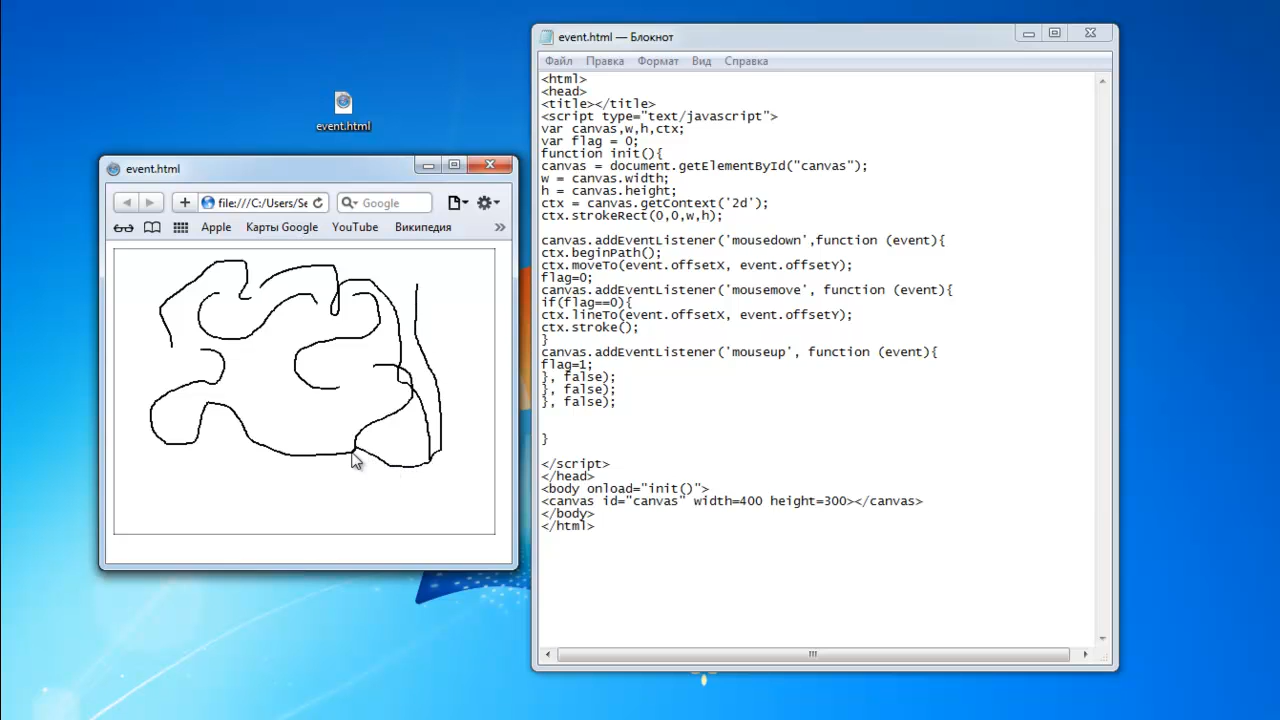 event.html
event.html
file:///C:/Users/Se
Google
Apple
Карты Google
YouTube
Википедия
event.html — Блокнот
Файл Правка Формат Вид Справка
<html>
<head>
<title></title>
<script type="text/javascript">
var canvas,w,h,ctx;
var flag = 0;
function init(){
canvas = document.getElementById("canvas");
w = canvas.width;
h = canvas.height;
ctx = canvas.getContext('2d');
ctx.strokeRect(0,0,w,h);
canvas.addEventListener('mousedown',function (event){
ctx.beginPath();
ctx.moveTo(event.offsetX, event.offsetY);
flag=0;
canvas.addEventListener('mousemove', function (event){
if(flag==0){
ctx.lineTo(event.offsetX, event.offsetY);
ctx.stroke();
}
canvas.addEventListener('mouseup', function (event){
flag=1;
}, false);
}, false);
}, false);
}
</script>
</head>
<body onload="init()">
<canvas id="canvas" width=400 height=300></canvas>
</body>
</html>